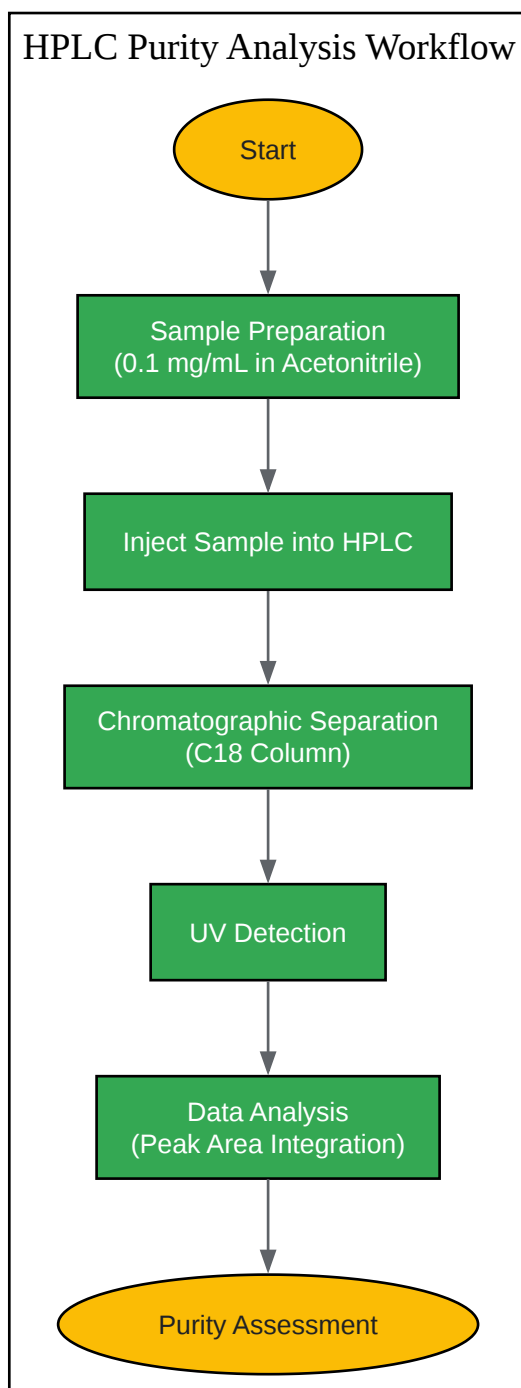 HPLC Purity Analysis Workflow
Start
Sample Preparation
(0.1 mg/mL in Acetonitrile)
Inject Sample into HPLC
Chromatographic Separation
(C18 Column)
UV Detection
Data Analysis
(Peak Area Integration)
Purity Assessment